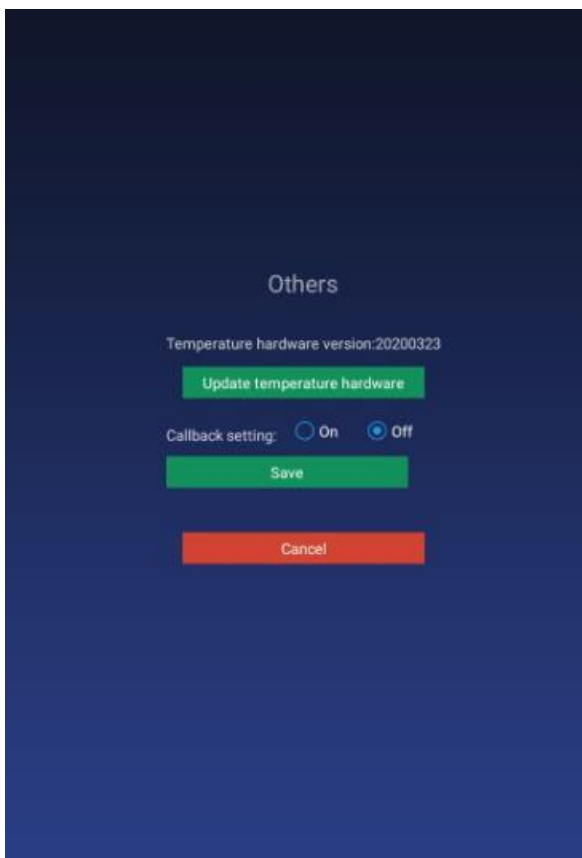 Others
Temperature hardware version:20200323
Update temperature hardware
Callback setting: On Off
Save
Cancel